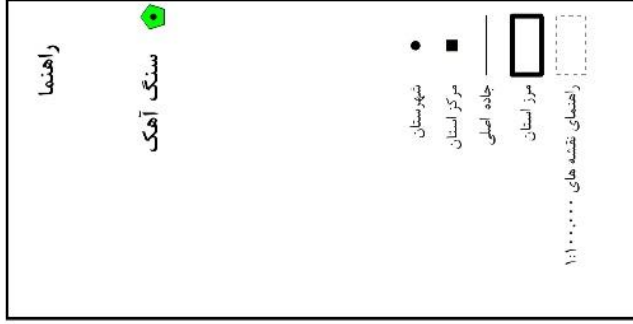 راهنما
سنگ آهک
شهرستان
مرکز استان
جاده اصلی
مرز استان
راهنمای نقشه های ۱:۱۰۰،۰۰۰